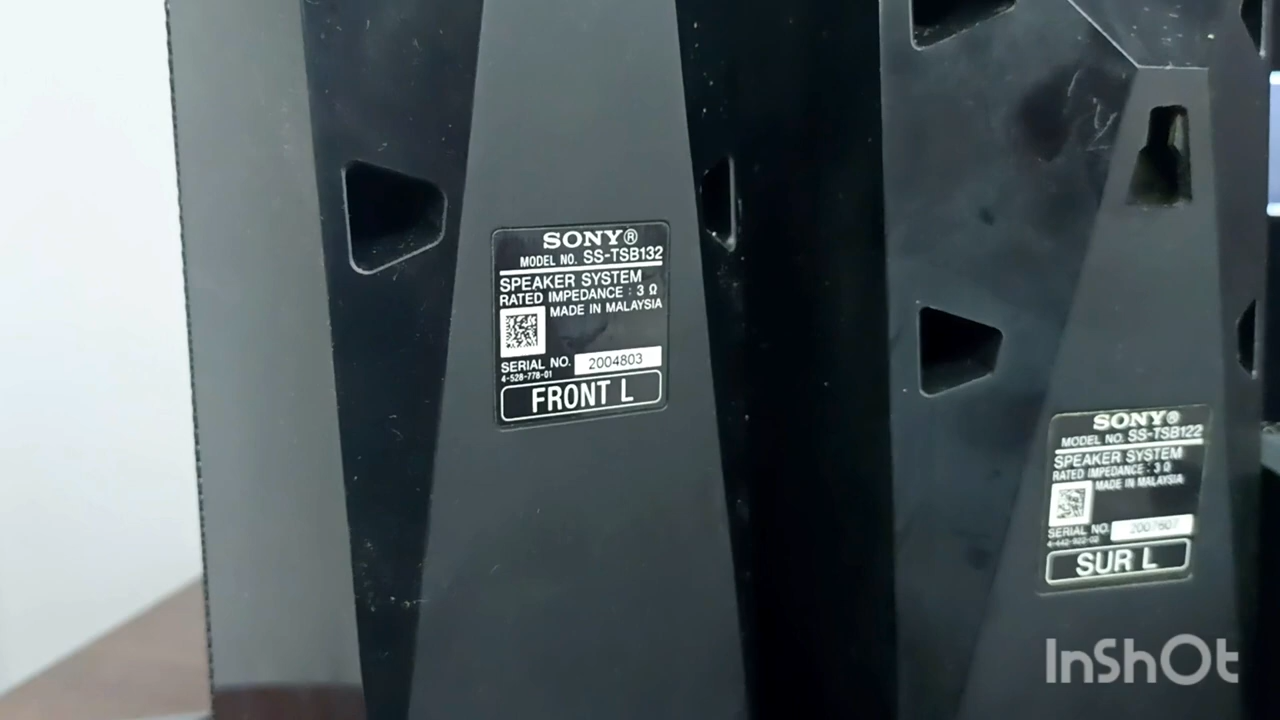 SONY®
MODEL NO. SS-TSB132
SPEAKER SYSTEM
RATED IMPEDANCE : 3 Ω
MADE IN MALAYSIA
SERIAL NO. 2004803
4-528-778-01
FRONT L
SONY®
MODEL NO. SS-TSB122
SPEAKER SYSTEM
RATED IMPEDANCE : 3 Ω
MADE IN MALAYSIA
SERIAL NO. 2007607
SUR L
InShOt